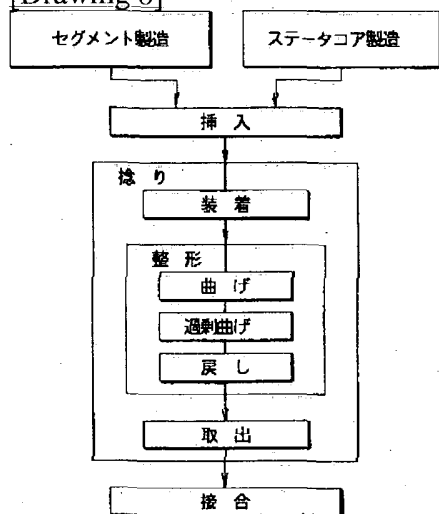 [Drawing 6]
セグメント製造
ステータコア製造
挿入
捻り
装着
整形
曲げ
過剰曲げ
戻し
取出
接合